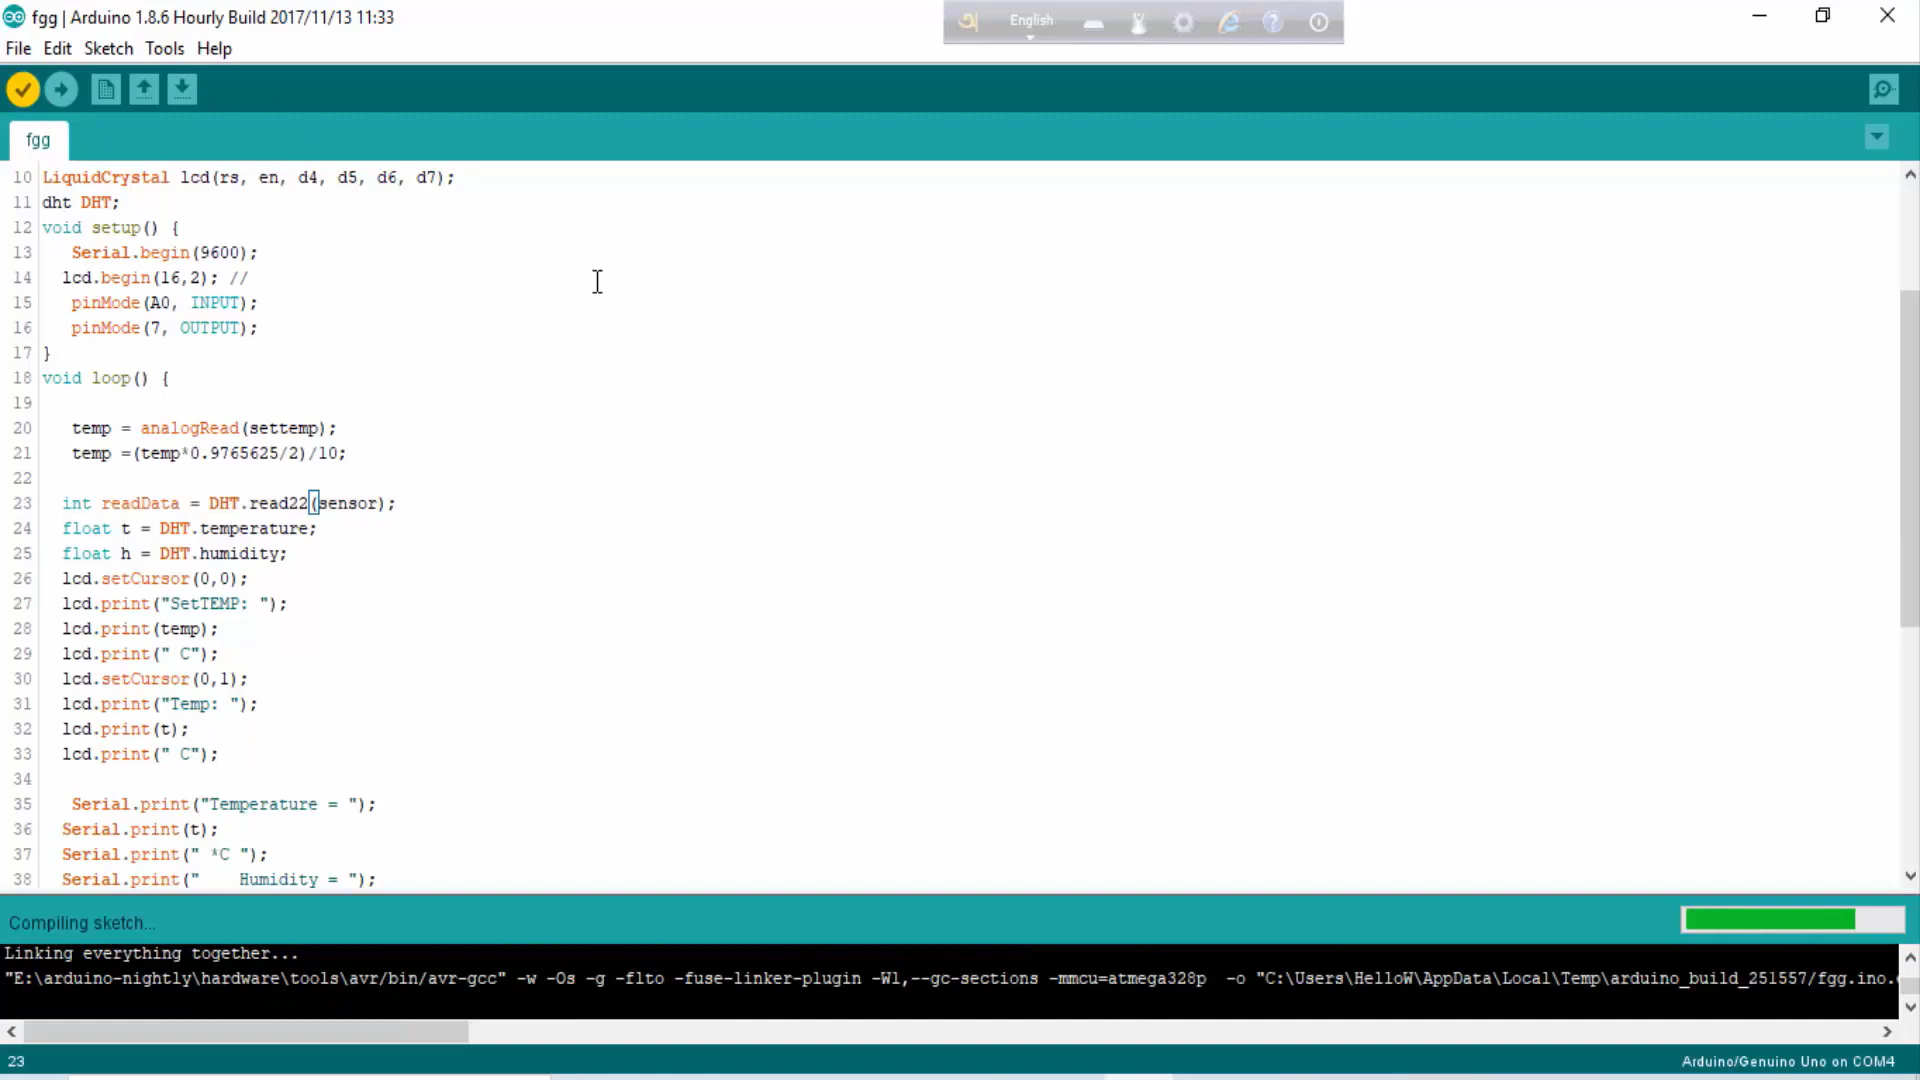 fgg | Arduino 1.8.6 Hourly Build 2017/11/13 11:33
English
File Edit Sketch Tools Help
fgg
10 LiquidCrystal lcd(rs, en, d4, d5, d6, d7);
11 dht DHT;
12 void setup() {
13 Serial.begin(9600);
14 lcd.begin(16,2); //
15 pinMode(A0, INPUT);
16 pinMode(7, OUTPUT);
17 }
18 void loop() {
19
20 temp = analogRead(settemp);
21 temp =(temp*0.9765625/2)/10;
22
23 int readData = DHT.read22(sensor);
24 float t = DHT.temperature;
25 float h = DHT.humidity;
26 lcd.setCursor(0,0);
27 lcd.print("SetTEMP: ");
28 lcd.print(temp);
29 lcd.print(" C");
30 lcd.setCursor(0,1);
31 lcd.print("Temp: ");
32 lcd.print(t);
33 lcd.print(" C");
34
35 Serial.print("Temperature = ");
36 Serial.print(t);
37 Serial.print(" *C ");
38 Serial.print("    Humidity = ");
Compiling sketch...
Linking everything together...
"E:\arduino-nightly\hardware\tools\avr/bin/avr-gcc" -w -Os -g -flto -fuse-linker-plugin -Wl,--gc-sections -mmcu=atmega328p  -o "C:\Users\HelloW\AppData\Local\Temp\arduino_build_251557/fgg.ino.
23
Arduino/Genuino Uno on COM4